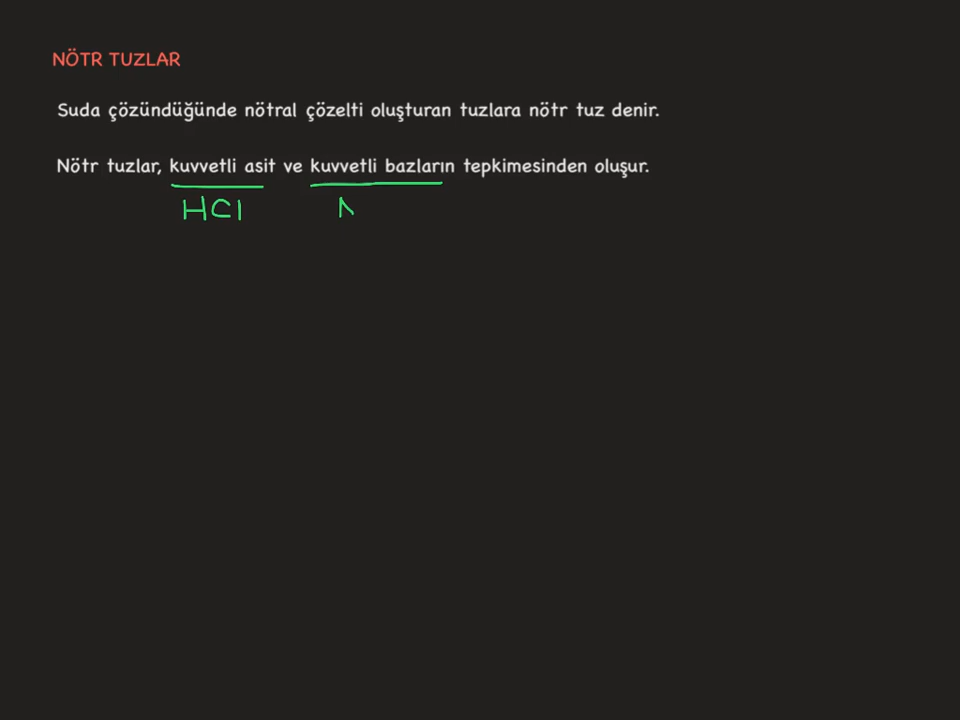 NÖTR TUZLAR
Suda çözündüğünde nötral çözelti oluşturan tuzlara nötr tuz denir.
Nötr tuzlar, kuvvetli asit ve kuvvetli bazların tepkimesinden oluşur.
HCl N